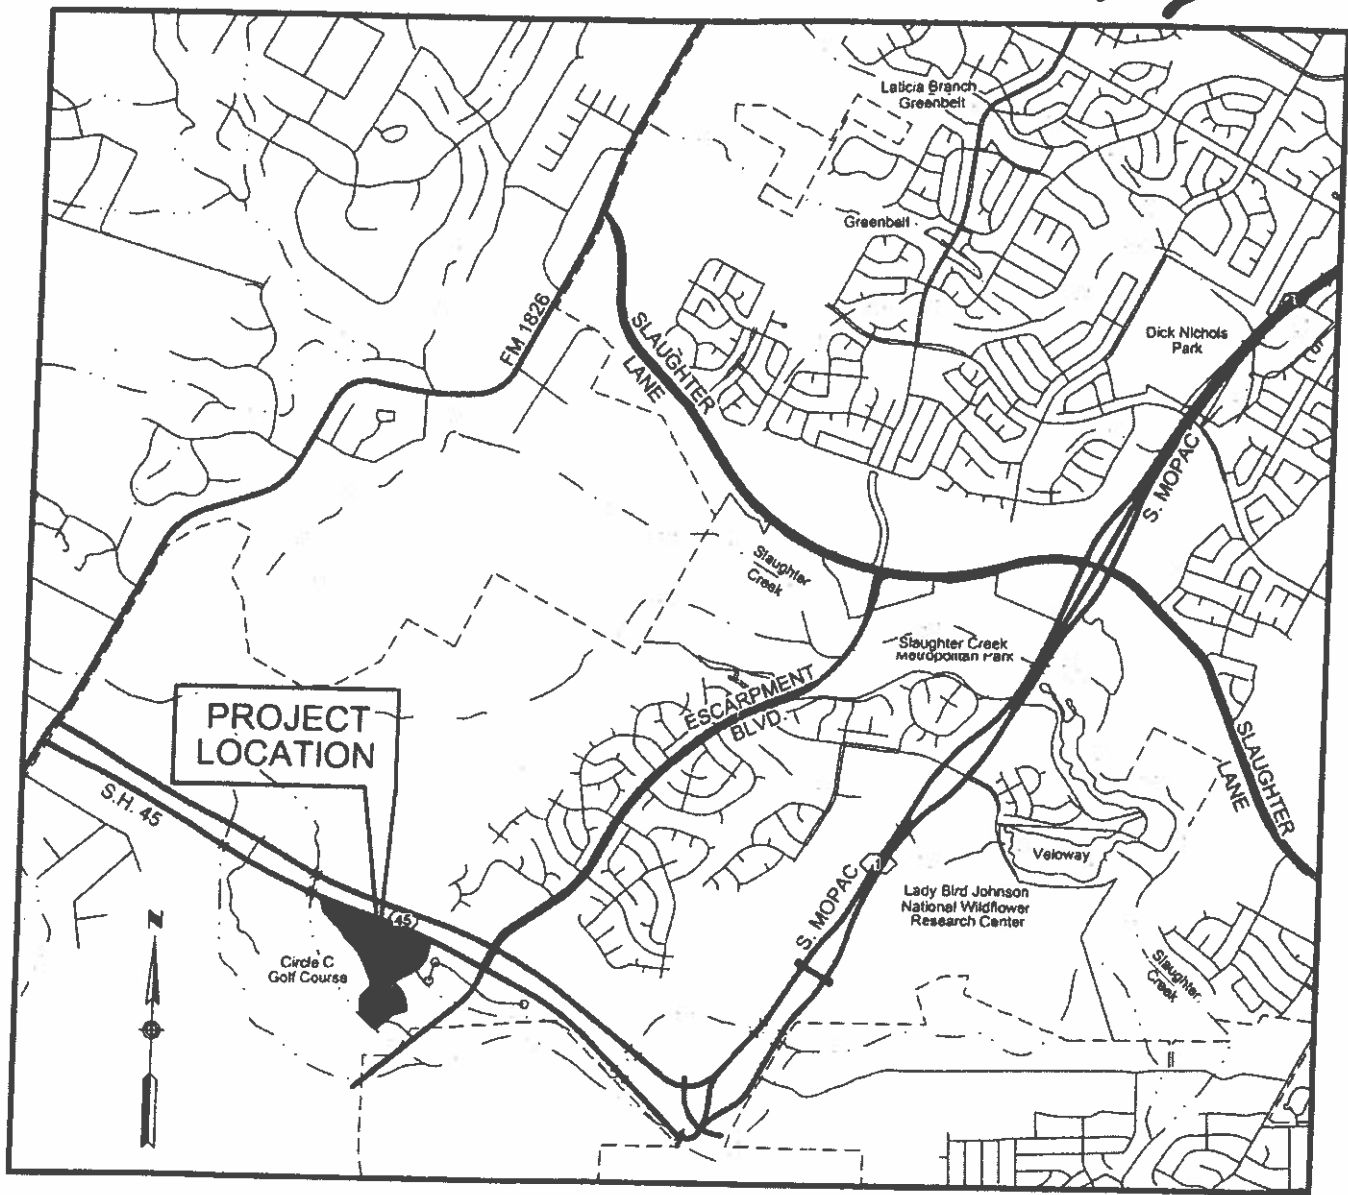 Laticia Branch
Greenbelt
Greenbelt
Dick Nichols
Park
FM 1826
SLAUGHTER
LANE
S. MOPAC
Slaughter
Creek
Slaughter Creek
Metropolitan Park
ESCARPMENT
BLVD.
PROJECT
LOCATION
SLAUGHTER
LANE
S.H. 45
Veloway
1
S. MOPAC
Lady Bird Johnson
National Wildflower
Research Center
45
N
Circle C
Golf Course
Slaughter
Creek